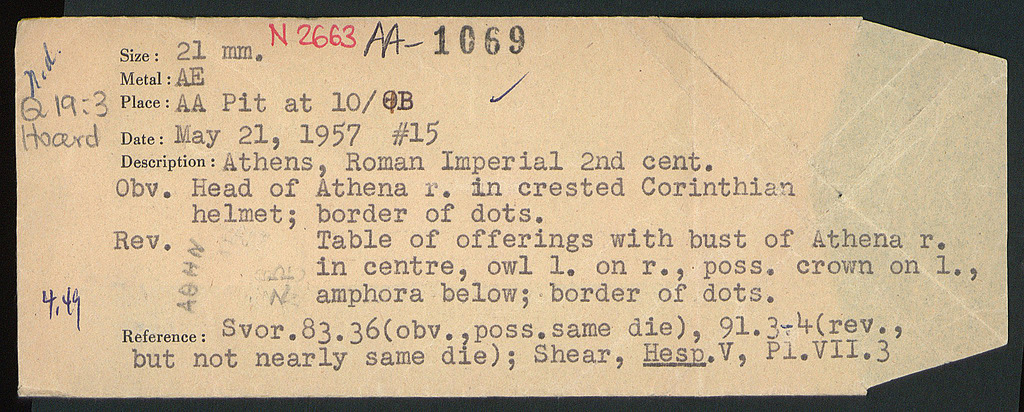 N 2663 AA- 1069
n.d.
Q 19:3
Hoard
Size: 21 mm.
Metal: AE
Place: AA Pit at 10/ΘB
Date: May 21, 1957 #15
Description: Athens, Roman Imperial 2nd cent.
Obv. Head of Athena r. in crested Corinthian
helmet; border of dots.
Rev. Table of offerings with bust of Athena r.
in centre, owl l. on r., poss. crown on l.,
amphora below; border of dots.
ΑΘΗΝ
4.49
Reference: Svor.83.36(obv.,poss.same die), 91.3-4(rev.,
but not nearly same die); Shear, Hesp.V, Pl.VII.3